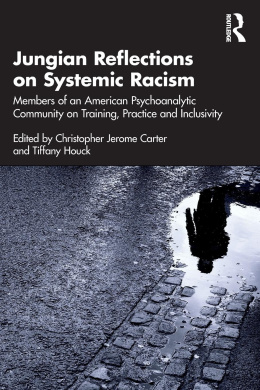 ROUTLEDGE
Jungian Reflections
on Systemic Racism
Members of an American Psychoanalytic
Community on Training, Practice and Inclusivity
Edited by Christopher Jerome Carter
and Tiffany Houck